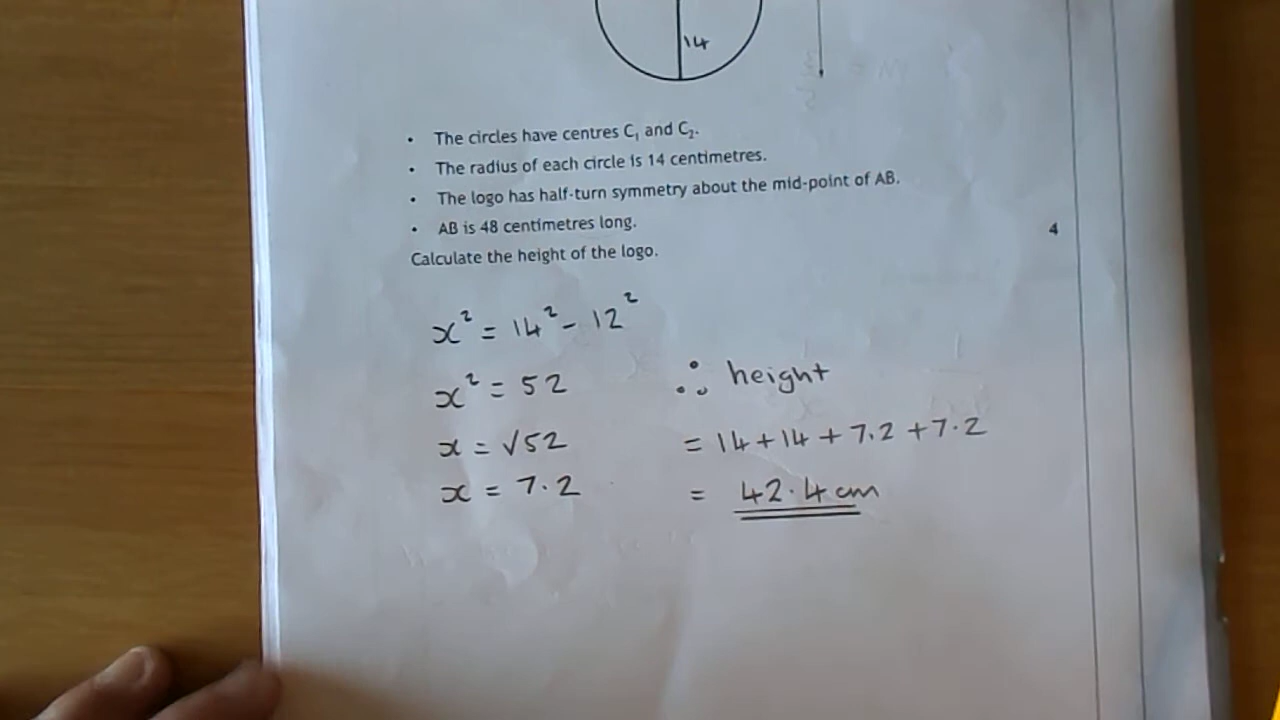 14
• The circles have centres C₁ and C₂.
• The radius of each circle is 14 centimetres.
• The logo has half-turn symmetry about the mid-point of AB.
• AB is 48 centimetres long.
4
Calculate the height of the logo.
x² = 14² - 12²
x² = 52
x = √52
x = 7.2
∴ height
= 14 + 14 + 7.2 + 7.2
= 42.4 cm